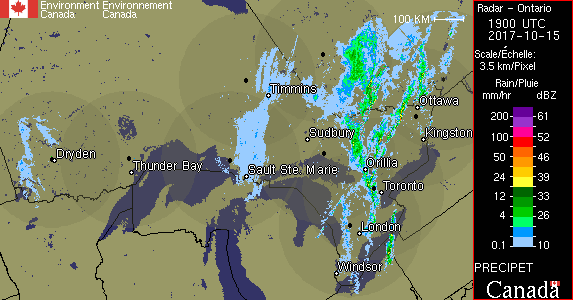 Environment Environnement
Canada Canada
100 KM
Radar - Ontario
1900 UTC
2017-10-15
Scale/Échelle:
3.5 km/Pixel
Rain/Pluie
mm/hr dBZ
200 61
100 52
50 46
24 39
12 33
4 26
0.1 10
PRECIPET
Canada
Timmins
Ottawa
Sudbury
Kingston
Dryden
Thunder Bay
Sault Ste. Marie
Orillia
Toronto
London
Windsor